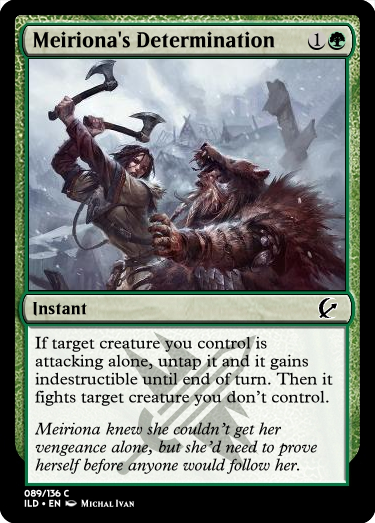 Meiriona's Determination 1
Instant
If target creature you control is
attacking alone, untap it and it gains
indestructible until end of turn. Then it
fights target creature you don't control.
Meiriona knew she couldn't get her
vengeance alone, but she'd need to prove
herself before anyone would follow her.
089/136 C
ILD • EN Michal Ivan